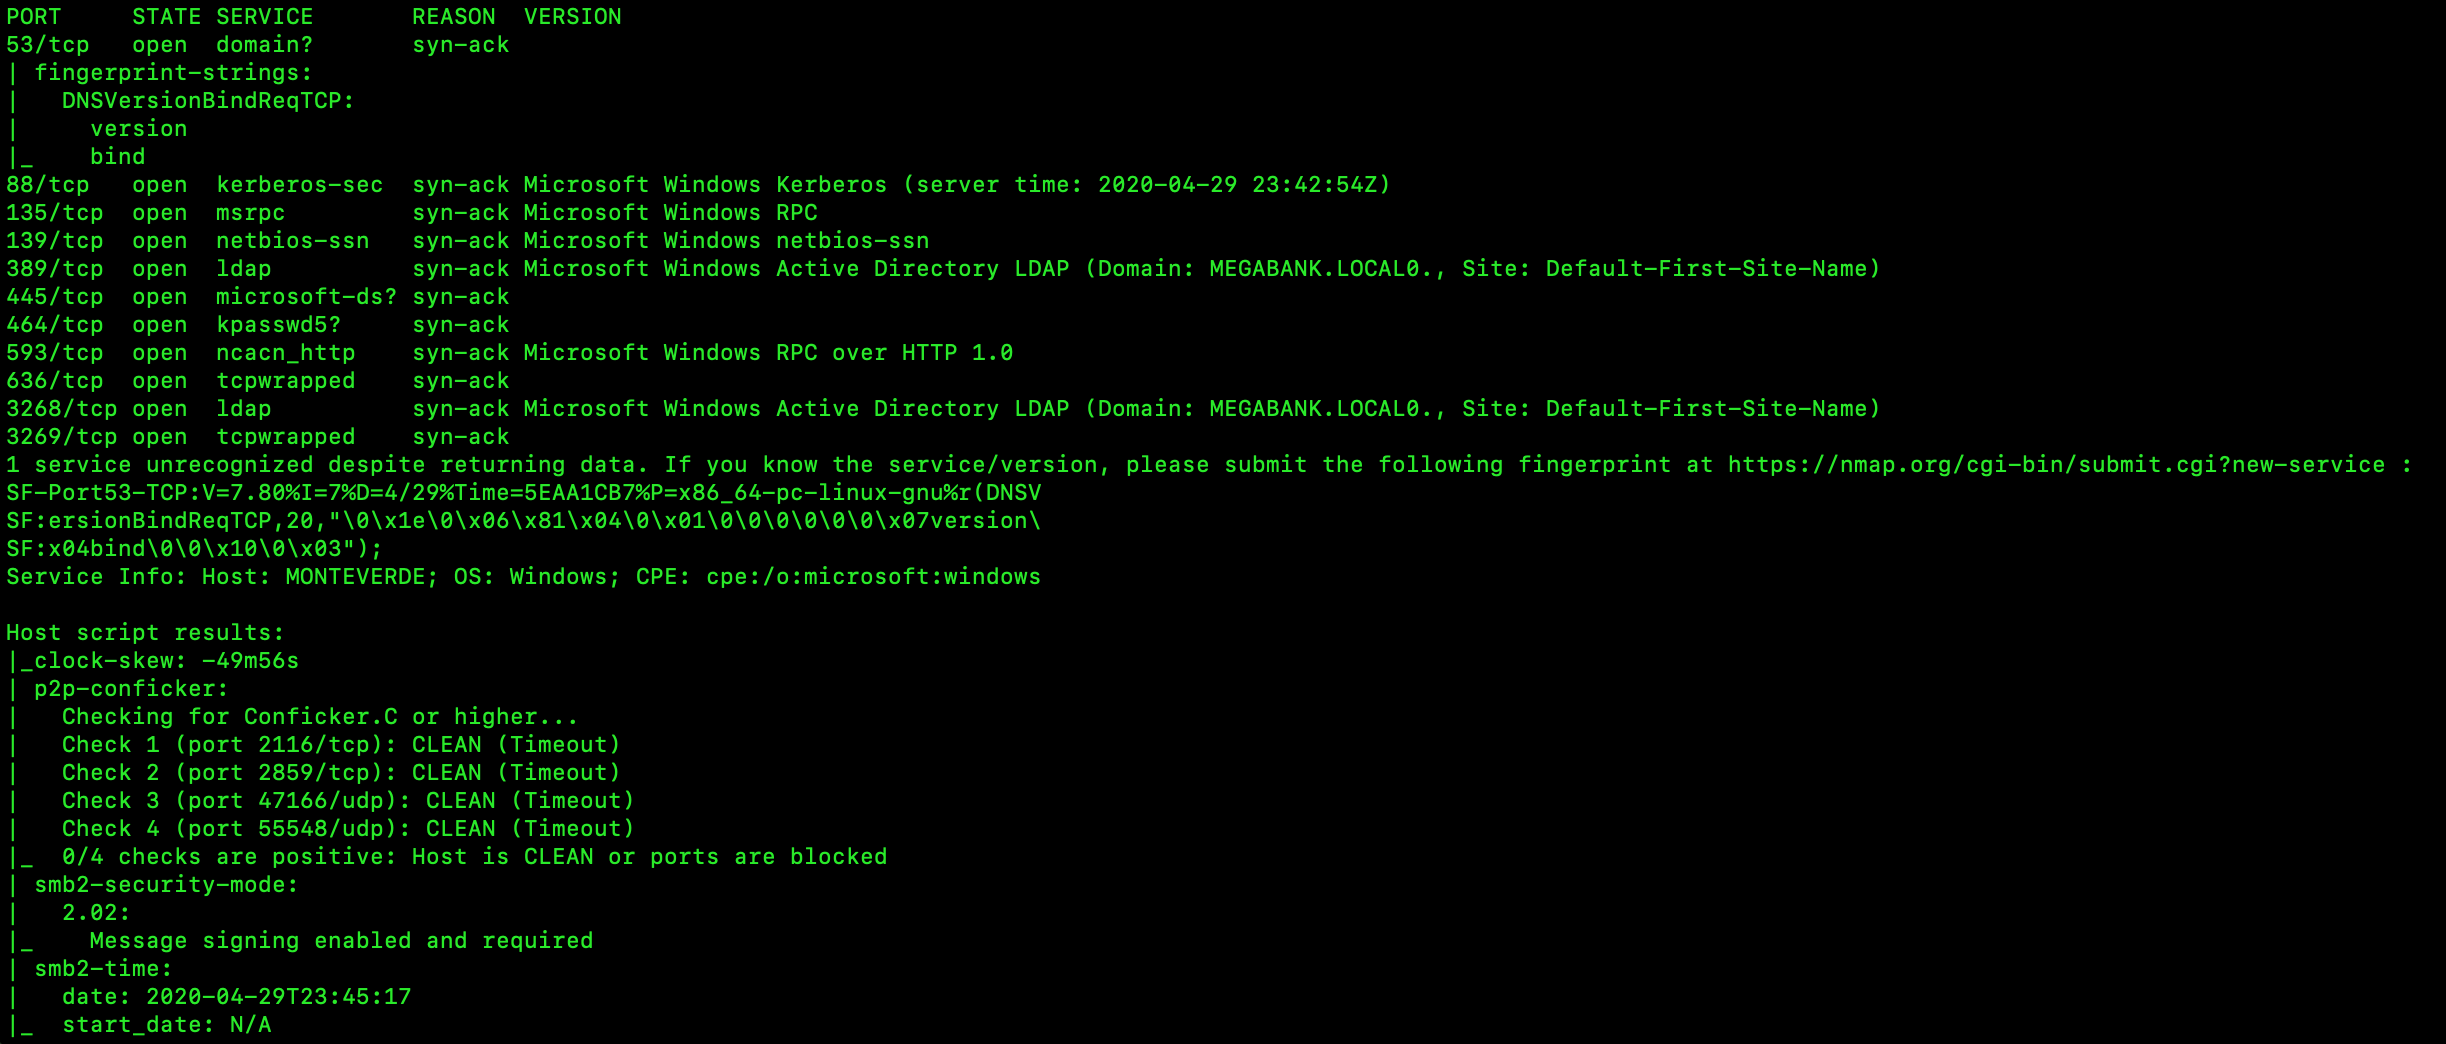 PORT     STATE SERVICE       REASON  VERSION
53/tcp   open  domain?       syn-ack
| fingerprint-strings:
|   DNSVersionBindReqTCP:
|     version
|_    bind
88/tcp   open  kerberos-sec  syn-ack Microsoft Windows Kerberos (server time: 2020-04-29 23:42:54Z)
135/tcp  open  msrpc         syn-ack Microsoft Windows RPC
139/tcp  open  netbios-ssn   syn-ack Microsoft Windows netbios-ssn
389/tcp  open  ldap          syn-ack Microsoft Windows Active Directory LDAP (Domain: MEGABANK.LOCAL0., Site: Default-First-Site-Name)
445/tcp  open  microsoft-ds? syn-ack
464/tcp  open  kpasswd5?     syn-ack
593/tcp  open  ncacn_http    syn-ack Microsoft Windows RPC over HTTP 1.0
636/tcp  open  tcpwrapped    syn-ack
3268/tcp open  ldap          syn-ack Microsoft Windows Active Directory LDAP (Domain: MEGABANK.LOCAL0., Site: Default-First-Site-Name)
3269/tcp open  tcpwrapped    syn-ack
1 service unrecognized despite returning data. If you know the service/version, please submit the following fingerprint at https://nmap.org/cgi-bin/submit.cgi?new-service :
SF-Port53-TCP:V=7.80%I=7%D=4/29%Time=5EAA1CB7%P=x86_64-pc-linux-gnu%r(DNSV
SF:ersionBindReqTCP,20,"\0\x1e\0\x06\x81\x04\0\x01\0\0\0\0\0\0\x07version\
SF:x04bind\0\0\x10\0\x03");
Service Info: Host: MONTEVERDE; OS: Windows; CPE: cpe:/o:microsoft:windows

Host script results:
|_clock-skew: -49m56s
| p2p-conficker:
|   Checking for Conficker.C or higher...
|   Check 1 (port 2116/tcp): CLEAN (Timeout)
|   Check 2 (port 2859/tcp): CLEAN (Timeout)
|   Check 3 (port 47166/udp): CLEAN (Timeout)
|   Check 4 (port 55548/udp): CLEAN (Timeout)
|_  0/4 checks are positive: Host is CLEAN or ports are blocked
| smb2-security-mode:
|   2.02:
|_    Message signing enabled and required
| smb2-time:
|   date: 2020-04-29T23:45:17
|_  start_date: N/A